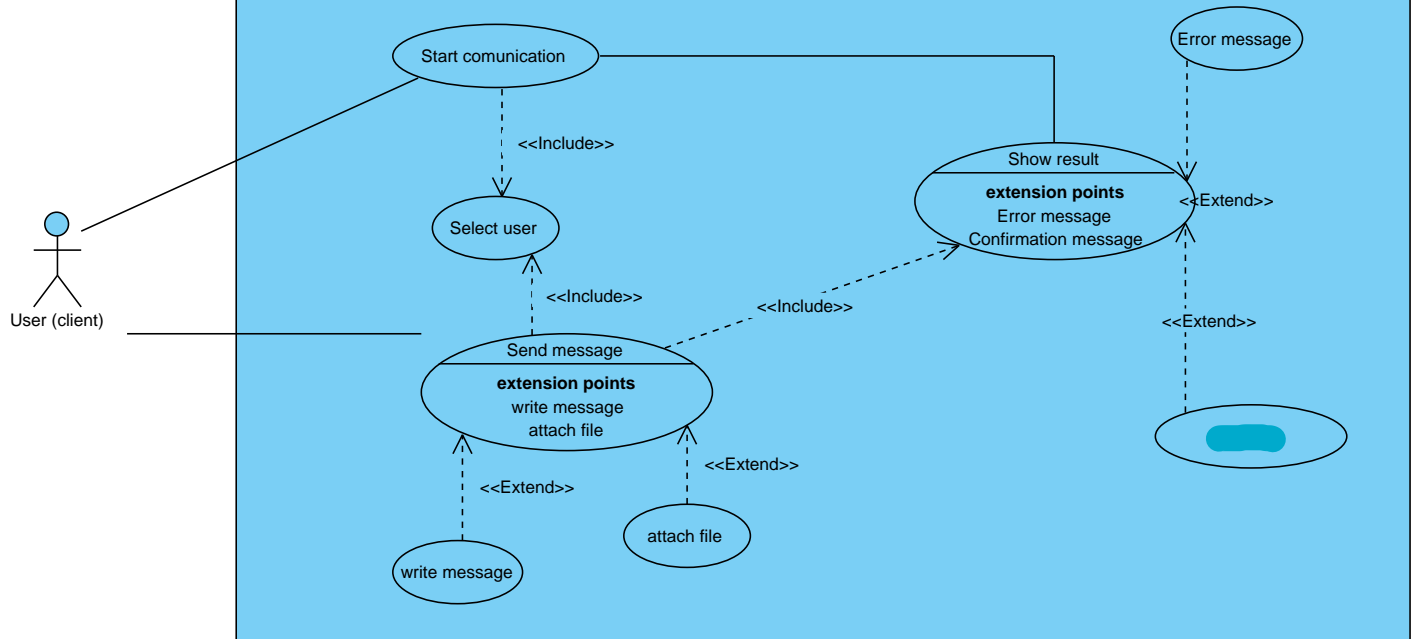 Start comunication
Error message
<<Include>>
Show result
extension points
Error message
Confirmation message
<<Extend>>
Select user
<<Include>>
<<Include>>
User (client)
<<Extend>>
Send message
extension points
write message
attach file
<<Extend>>
<<Extend>>
attach file
write message